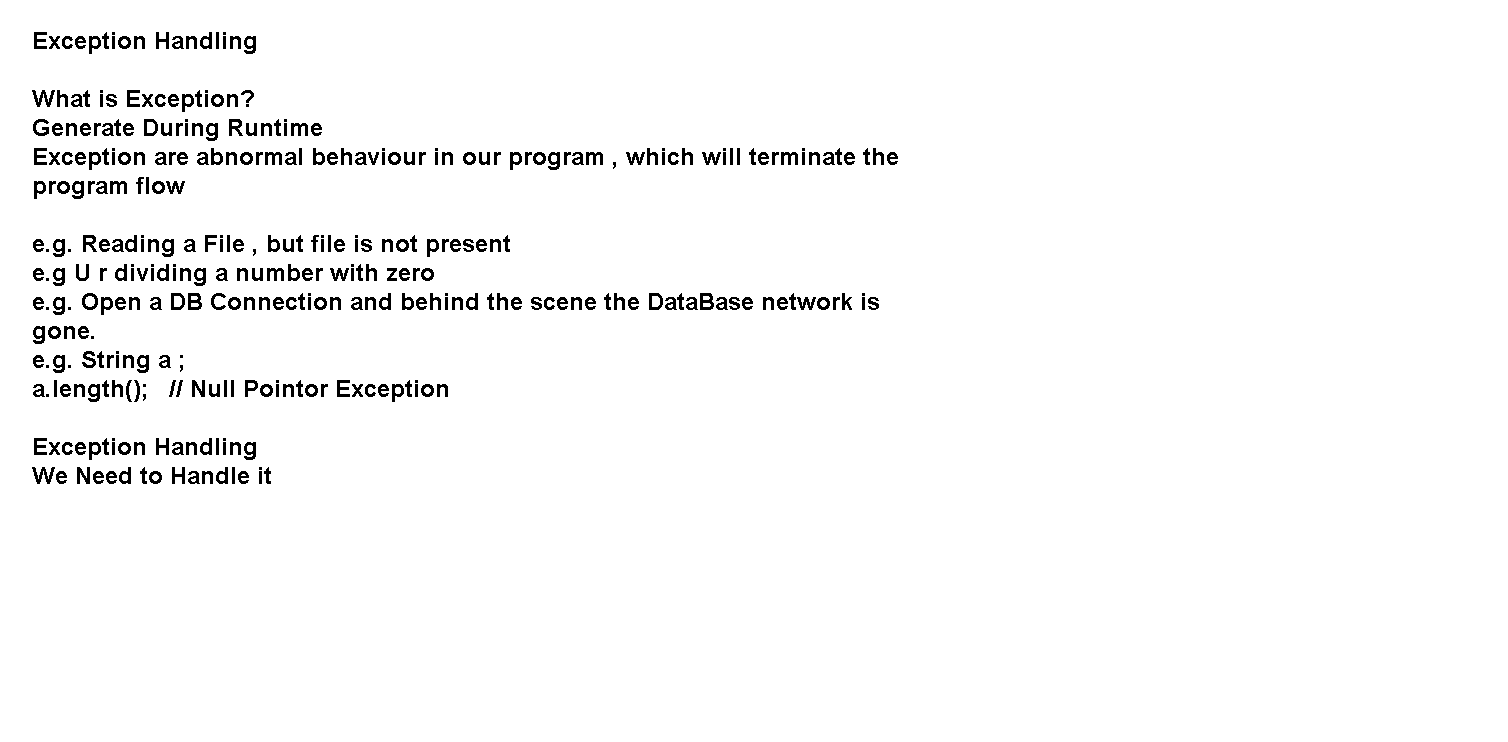 Exception Handling
What is Exception?
Generate During Runtime
Exception are abnormal behaviour in our program , which will terminate the
program flow
e.g. Reading a File , but file is not present
e.g U r dividing a number with zero
e.g. Open a DB Connection and behind the scene the DataBase network is
gone.
e.g. String a ;
a.length();   // Null Pointor Exception
Exception Handling
We Need to Handle it